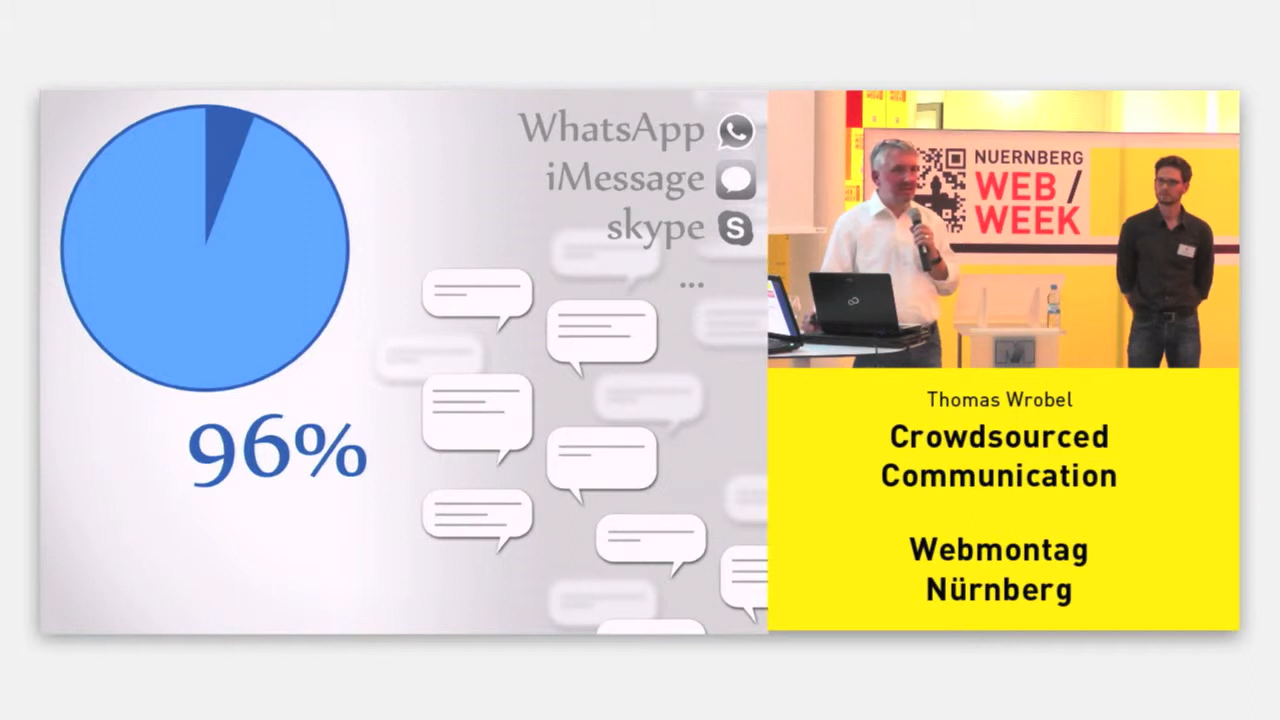 WhatsApp
iMessage
skype
...
96%
NUERNBERG
WEB /
WEEK
Thomas Wrobel
Crowdsourced
Communication
Webmontag
Nürnberg